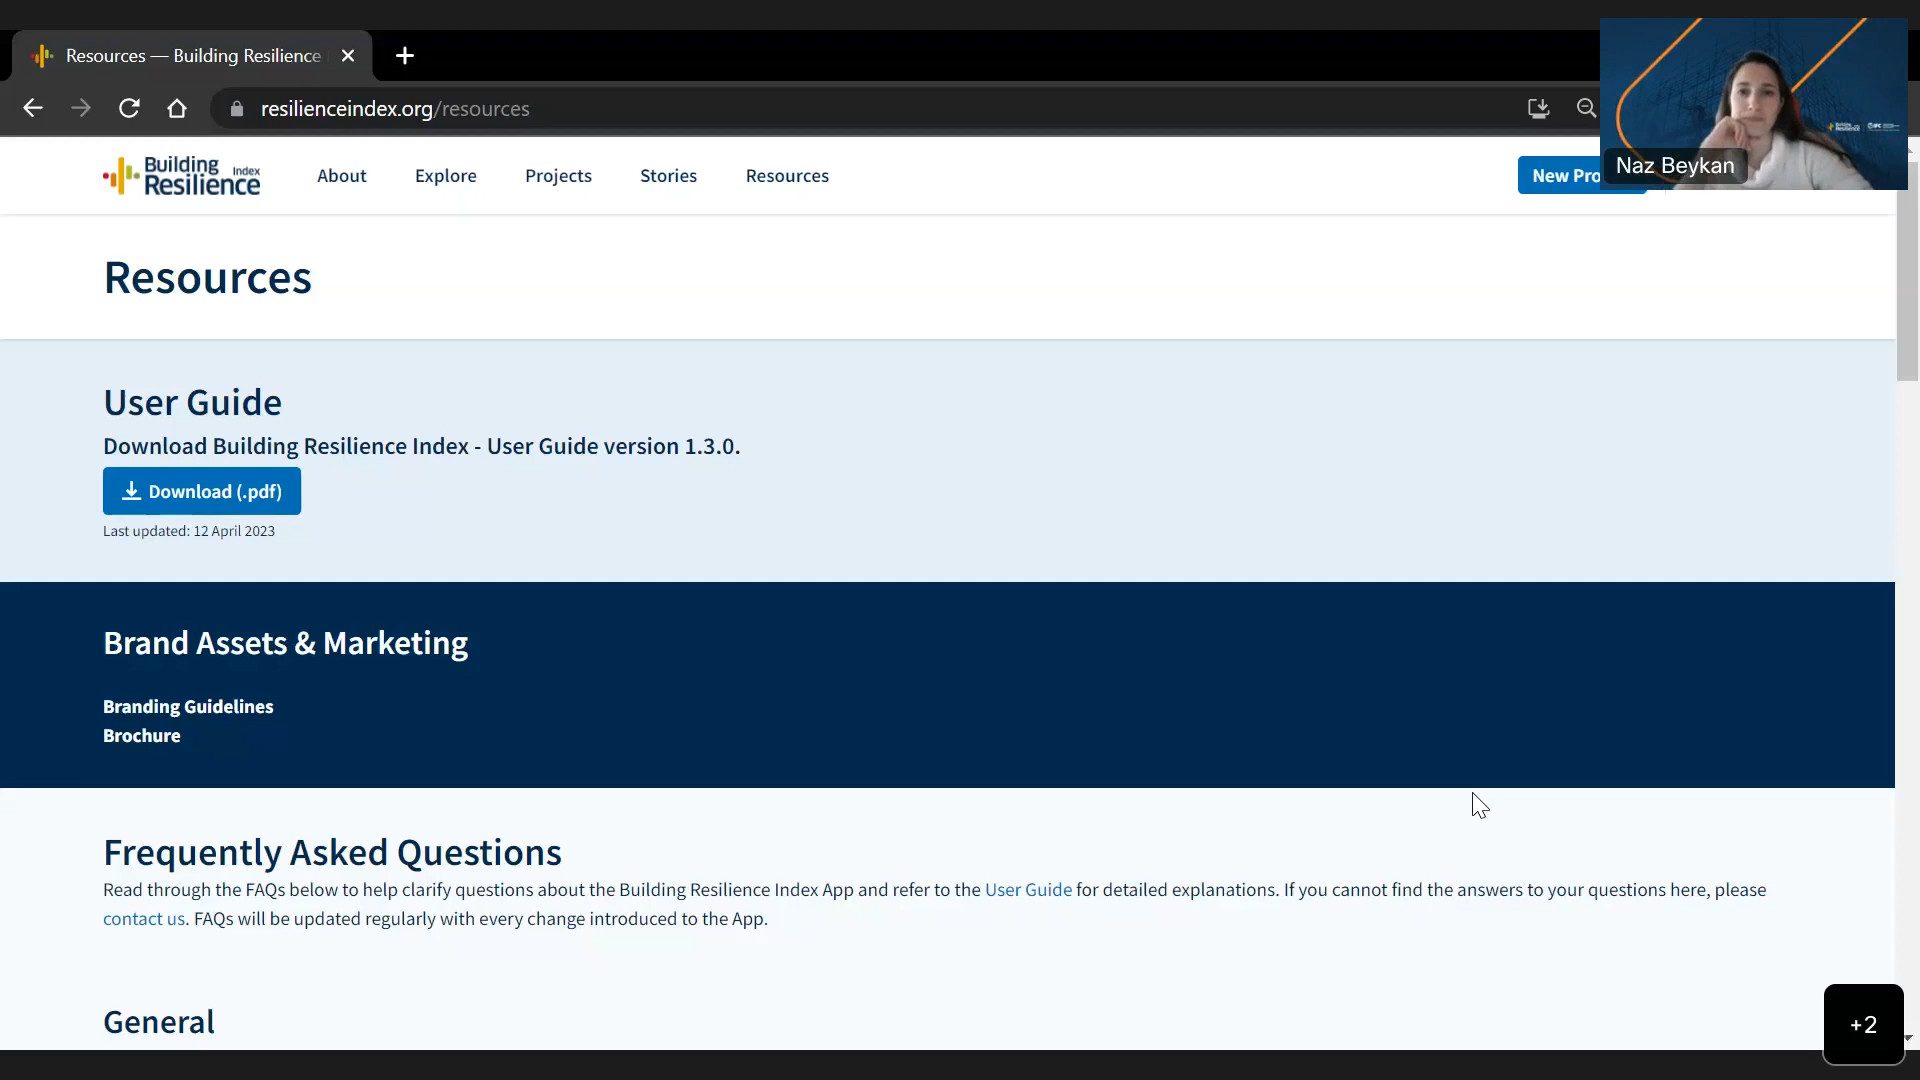 Resources — Building Resilience
resilienceindex.org/resources
Building
Resilience Index
About
Explore
Projects
Stories
Resources
New Pro
Naz Beykan
Resources
User Guide
Download Building Resilience Index - User Guide version 1.3.0.
Download (.pdf)
Last updated: 12 April 2023
Brand Assets & Marketing
Branding Guidelines
Brochure
Frequently Asked Questions
Read through the FAQs below to help clarify questions about the Building Resilience Index App and refer to the User Guide for detailed explanations. If you cannot find the answers to your questions here, please
contact us. FAQs will be updated regularly with every change introduced to the App.
General
+2